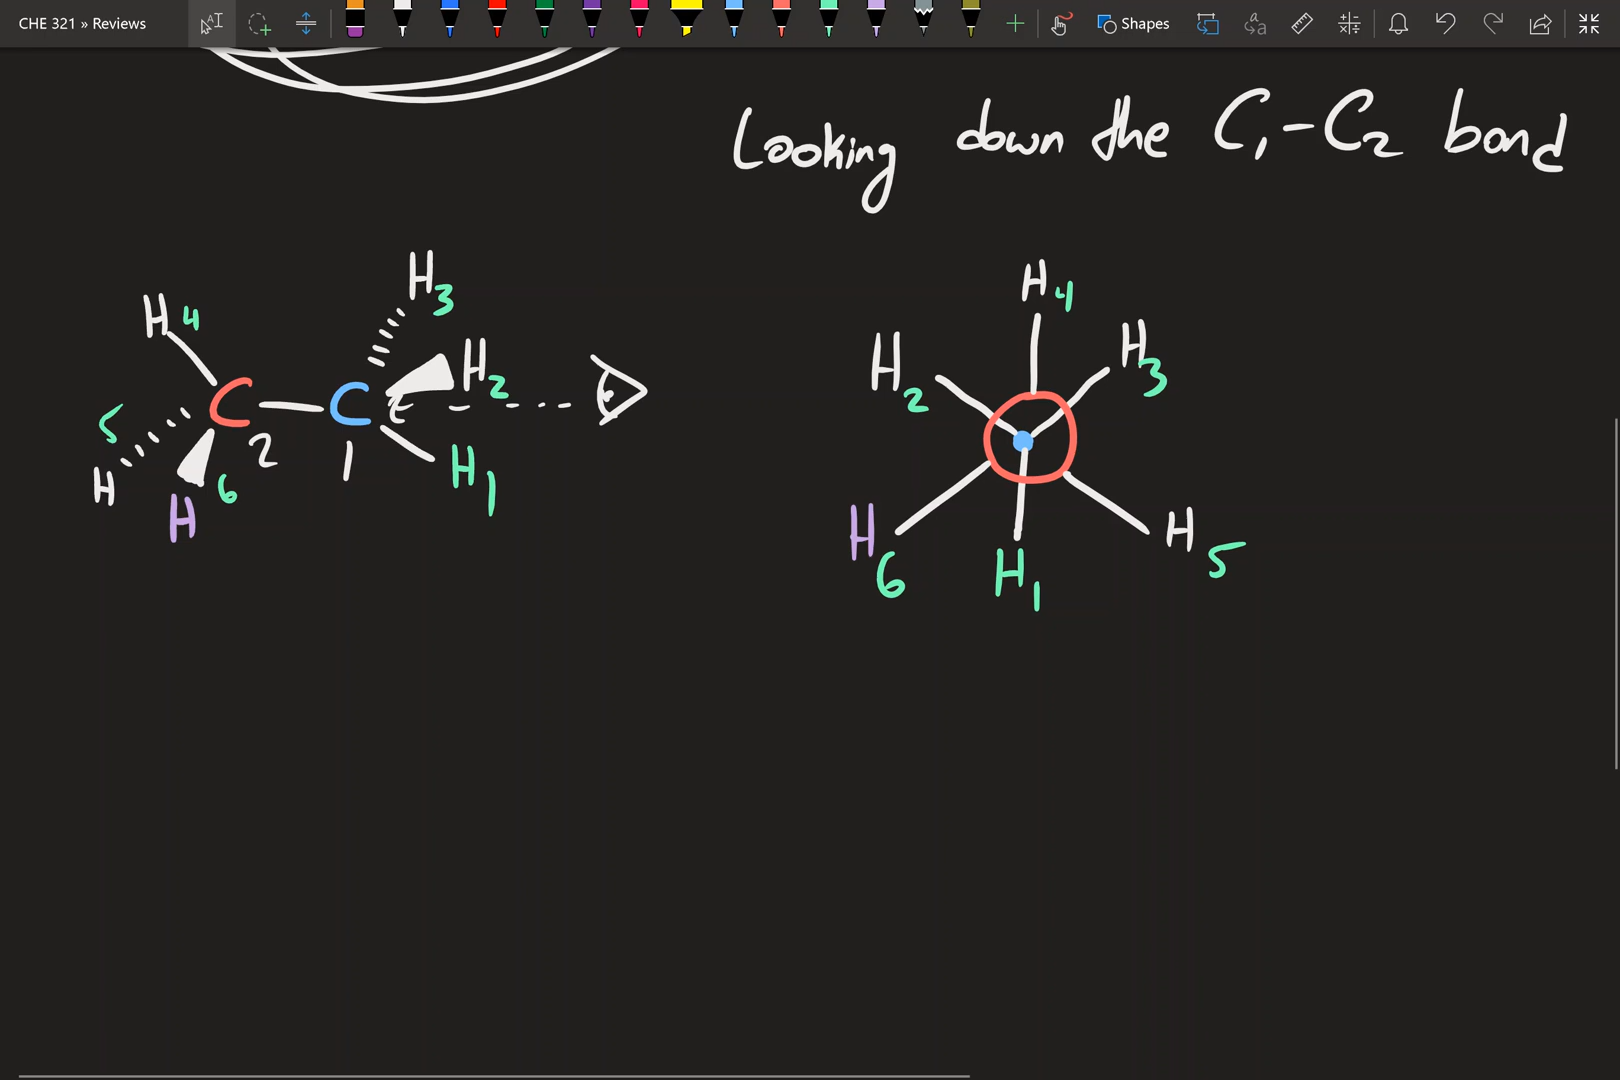 CHE 321 » Reviews
Shapes
Looking down the C₁-C₂ bond
H3
H4
H2
C C
5
2
1
H1
H
6
H
H4
H2
H3
H6
H1
H5